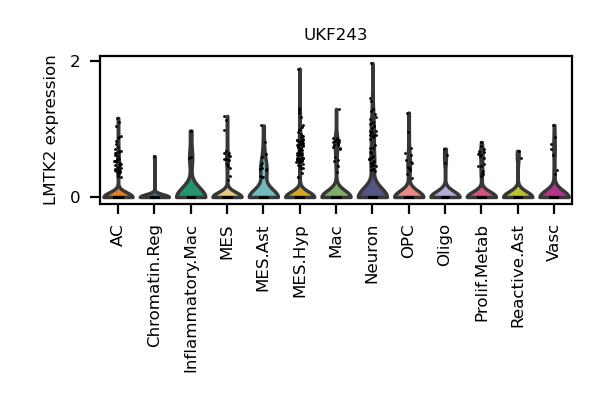 UKF243
LMTK2 expression
2
0
AC
Chromatin.Reg
Inflammatory.Mac
MES
MES.Ast
MES.Hyp
Mac
Neuron
OPC
Oligo
Prolif.Metab
Reactive.Ast
Vasc